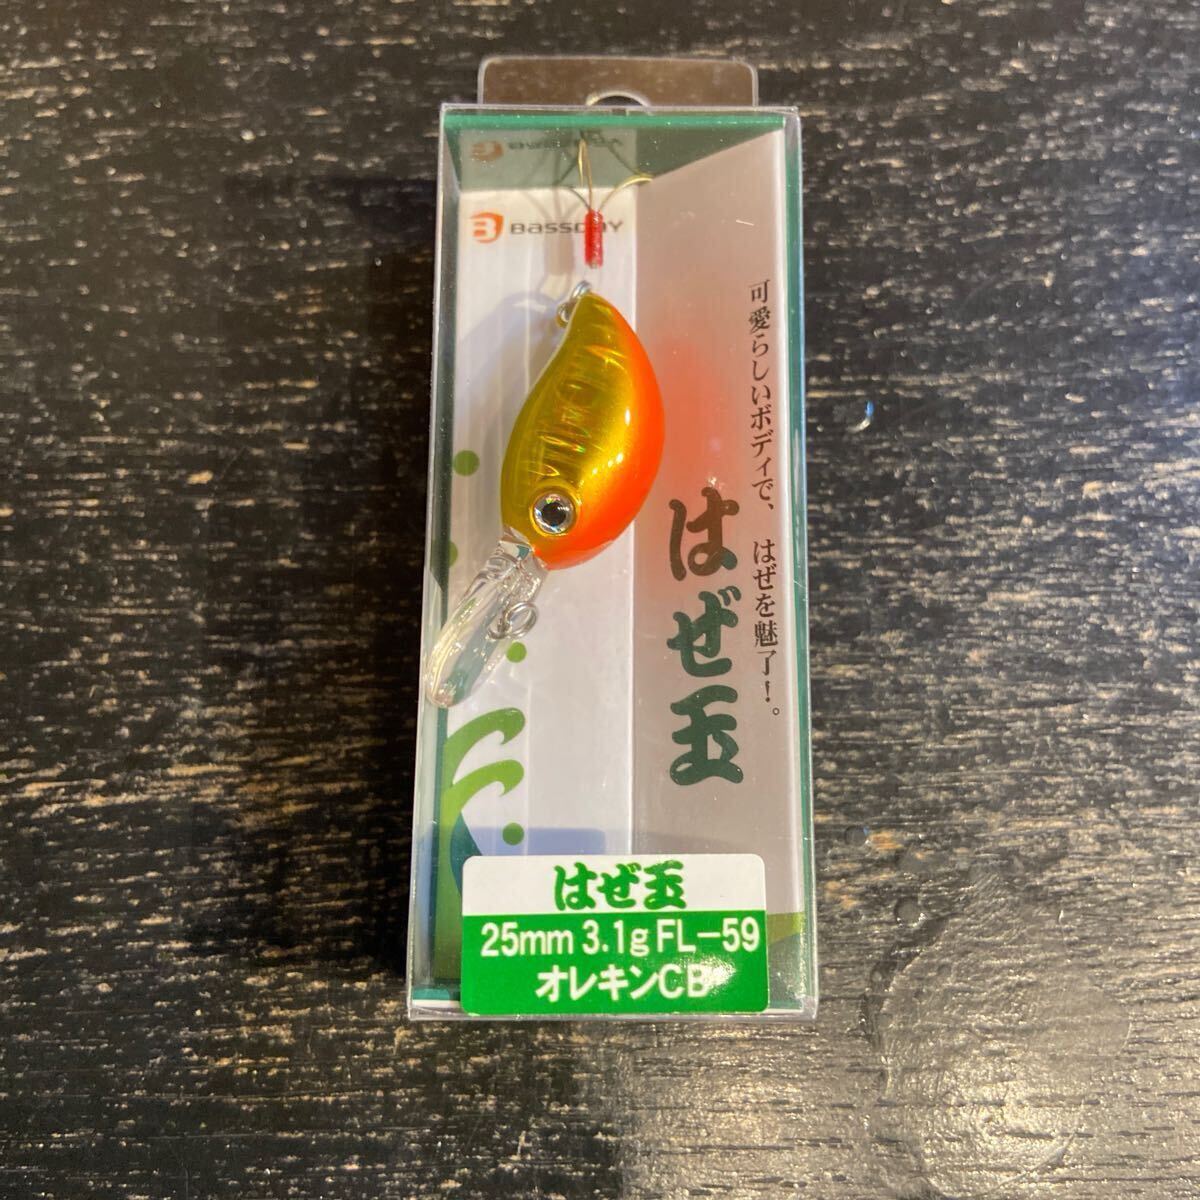 Bassday
可愛らしいボディで、はぜを魅了!。
はぜ玉
はぜ玉
25mm 3.1g FL-59
オレキンCB